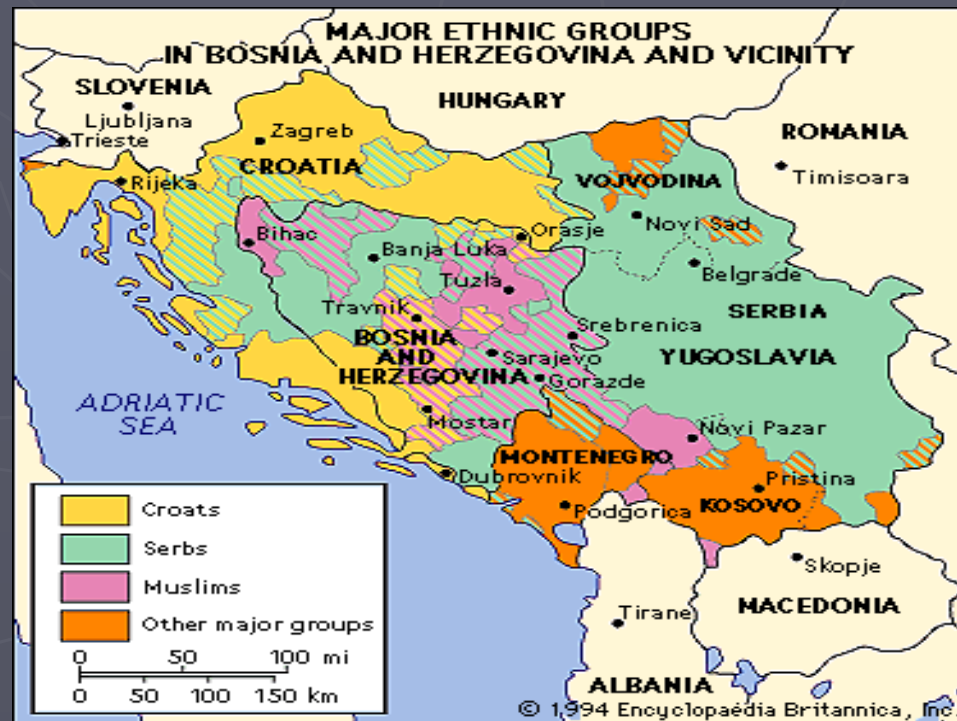 MAJOR ETHNIC GROUPS
IN BOSNIA AND HERZEGOVINA AND VICINITY
SLOVENIA
Ljubljana
Trieste
HUNGARY
ROMANIA
Timisoara
Zagreb
CROATIA
Rijeka
VOJVODINA
Novi Sad
Bihac
Banja Luka
Orasje
Belgrade
Tuzla
Travnik
SERBIA
BOSNIA
AND
HERZEGOVINA
Srebrenica
Sarajevo
YUGOSLAVIA
Gorazde
ADRIATIC
SEA
Mostar
Návi Pazar
MONTENEGRO
Dubrovnik
Pristina
Podgorica
KOSOVO
Skopje
Tirane
MACEDONIA
ALBANIA
Croats
Serbs
Muslims
Other major groups
0 50 100 mi
0 50 100 150 km
© 1994 Encyclopaédia Britannica, Inc.